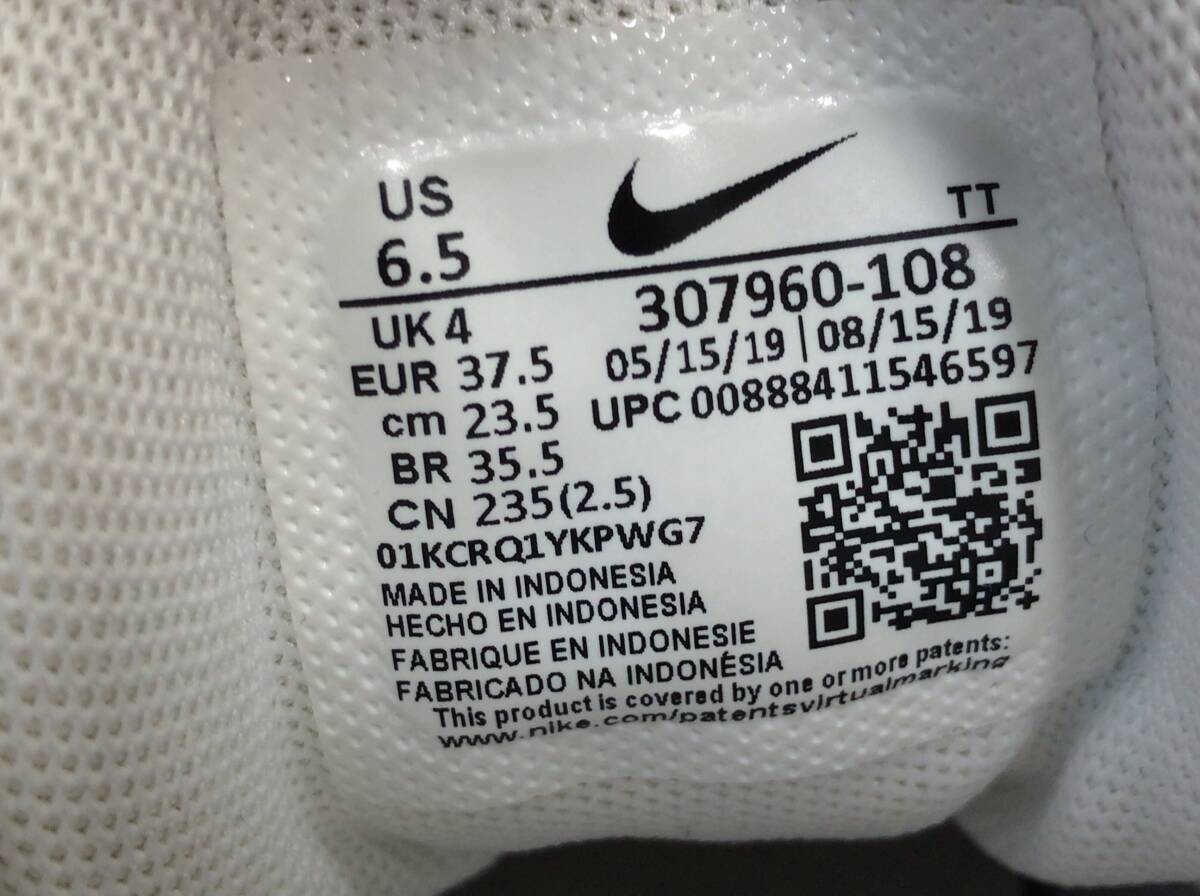 US
6.5
TT
307960-108
UK 4
05/15/19 | 08/15/19
EUR 37.5
UPC 00888411546597
cm 23.5
BR 35.5
CN 235(2.5)
01KCRQ1YKPWG7
MADE IN INDONESIA
HECHO EN INDONESIA
FABRIQUE EN INDONESIE
FABRICADO NA INDONÉSIA
This product is covered by one or more patents:
www.nike.com/patentsvirtualmarking